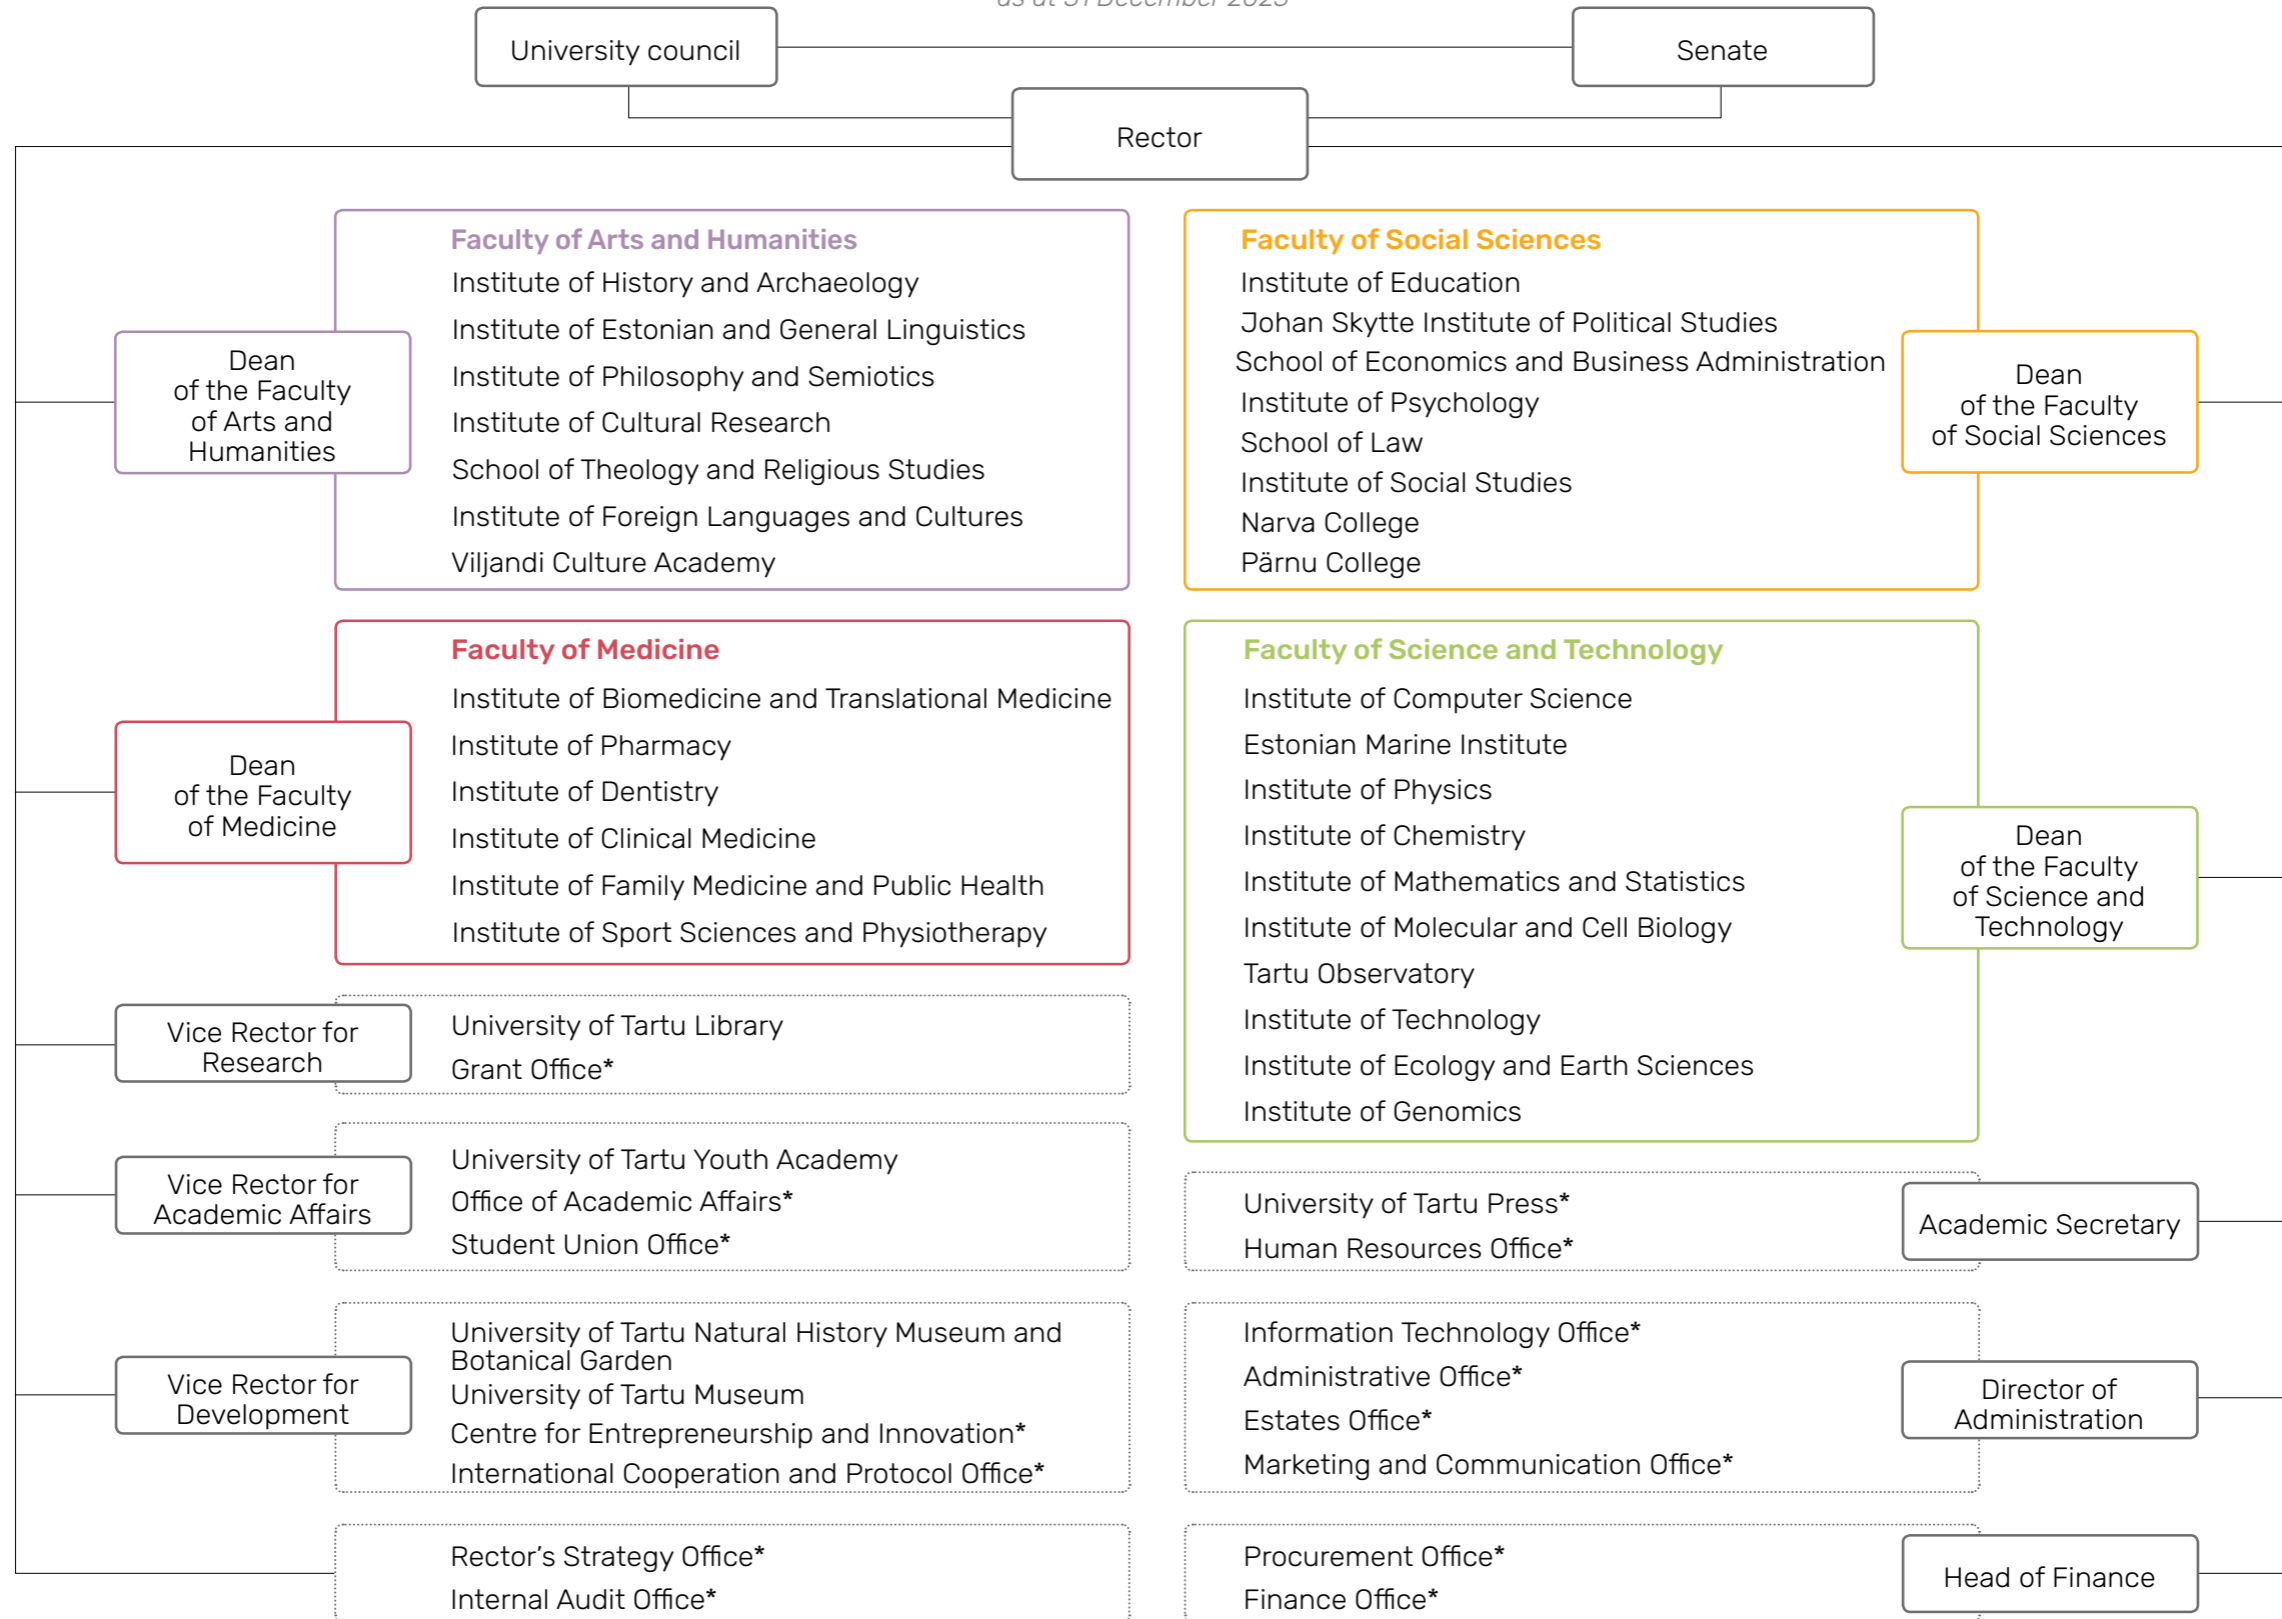 as at 31 December 2023
University council
Senate
Rector
Faculty of Arts and Humanities
Institute of History and Archaeology
Institute of Estonian and General Linguistics
Institute of Philosophy and Semiotics
Institute of Cultural Research
School of Theology and Religious Studies
Institute of Foreign Languages and Cultures
Viljandi Culture Academy
Dean
of the Faculty
of Arts and
Humanities
Faculty of Social Sciences
Institute of Education
Johan Skytte Institute of Political Studies
School of Economics and Business Administration
Institute of Psychology
School of Law
Institute of Social Studies
Narva College
Pärnu College
Dean
of the Faculty
of Social Sciences
Faculty of Medicine
Institute of Biomedicine and Translational Medicine
Institute of Pharmacy
Institute of Dentistry
Institute of Clinical Medicine
Institute of Family Medicine and Public Health
Institute of Sport Sciences and Physiotherapy
Dean
of the Faculty
of Medicine
Faculty of Science and Technology
Institute of Computer Science
Estonian Marine Institute
Institute of Physics
Institute of Chemistry
Institute of Mathematics and Statistics
Institute of Molecular and Cell Biology
Tartu Observatory
Institute of Technology
Institute of Ecology and Earth Sciences
Institute of Genomics
Dean
of the Faculty
of Science and
Technology
Vice Rector for
Research
University of Tartu Library
Grant Office*
Vice Rector for
Academic Affairs
University of Tartu Youth Academy
Office of Academic Affairs*
Student Union Office*
University of Tartu Press*
Human Resources Office*
Academic Secretary
Vice Rector for
Development
University of Tartu Natural History Museum and
Botanical Garden
University of Tartu Museum
Centre for Entrepreneurship and Innovation*
International Cooperation and Protocol Office*
Information Technology Office*
Administrative Office*
Estates Office*
Marketing and Communication Office*
Director of
Administration
Rector's Strategy Office*
Internal Audit Office*
Procurement Office*
Finance Office*
Head of Finance